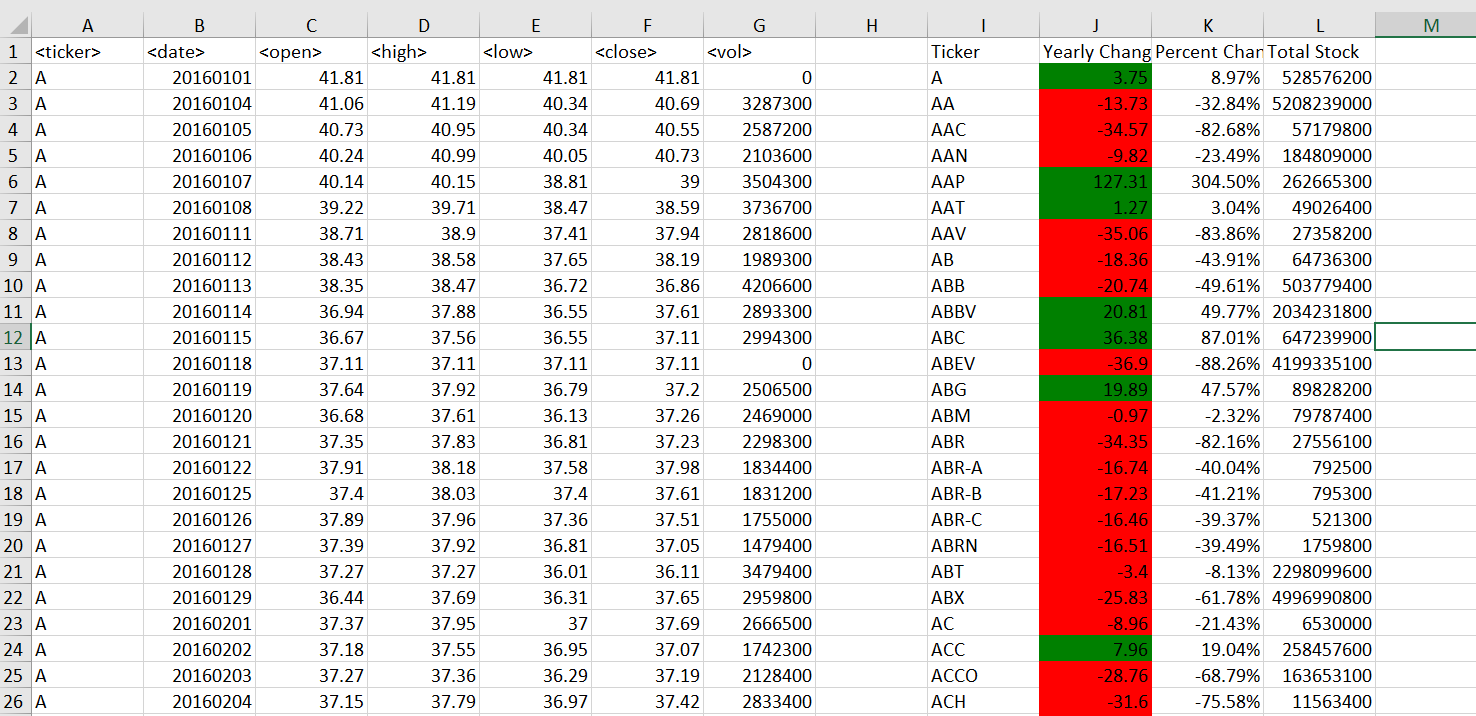 A B C D E F G H I J K L M
1 <ticker> <date> <open> <high> <low> <close> <vol> Ticker Yearly Chang Percent Char Total Stock
2 A 20160101 41.81 41.81 41.81 41.81 0 A 3.75 8.97% 528576200
3 A 20160104 41.06 41.19 40.34 40.69 3287300 AA -13.73 -32.84% 5208239000
4 A 20160105 40.73 40.95 40.34 40.55 2587200 AAC -34.57 -82.68% 57179800
5 A 20160106 40.24 40.99 40.05 40.73 2103600 AAN -9.82 -23.49% 184809000
6 A 20160107 40.14 40.15 38.81 39 3504300 AAP 127.31 304.50% 262665300
7 A 20160108 39.22 39.71 38.47 38.59 3736700 AAT 1.27 3.04% 49026400
8 A 20160111 38.71 38.9 37.41 37.94 2818600 AAV -35.06 -83.86% 27358200
9 A 20160112 38.43 38.58 37.65 38.19 1989300 AB -18.36 -43.91% 64736300
10 A 20160113 38.35 38.47 36.72 36.86 4206600 ABB -20.74 -49.61% 503779400
11 A 20160114 36.94 37.88 36.55 37.61 2893300 ABBV 20.81 49.77% 2034231800
12 A 20160115 36.67 37.56 36.55 37.11 2994300 ABC 36.38 87.01% 647239900
13 A 20160118 37.11 37.11 37.11 37.11 0 ABEV -36.9 -88.26% 4199335100
14 A 20160119 37.64 37.92 36.79 37.2 2506500 ABG 19.89 47.57% 89828200
15 A 20160120 36.68 37.61 36.13 37.26 2469000 ABM -0.97 -2.32% 79787400
16 A 20160121 37.35 37.83 36.81 37.23 2298300 ABR -34.35 -82.16% 27556100
17 A 20160122 37.91 38.18 37.58 37.98 1834400 ABR-A -16.74 -40.04% 792500
18 A 20160125 37.4 38.03 37.4 37.61 1831200 ABR-B -17.23 -41.21% 795300
19 A 20160126 37.89 37.96 37.36 37.51 1755000 ABR-C -16.46 -39.37% 521300
20 A 20160127 37.39 37.92 36.81 37.05 1479400 ABRN -16.51 -39.49% 1759800
21 A 20160128 37.27 37.27 36.01 36.11 3479400 ABT -3.4 -8.13% 2298099600
22 A 20160129 36.44 37.69 36.31 37.65 2959800 ABX -25.83 -61.78% 4996990800
23 A 20160201 37.37 37.95 37 37.69 2666500 AC -8.96 -21.43% 6530000
24 A 20160202 37.18 37.55 36.95 37.07 1742300 ACC 7.96 19.04% 258457600
25 A 20160203 37.27 37.36 36.29 37.19 2128400 ACCO -28.76 -68.79% 163653100
26 A 20160204 37.15 37.79 36.97 37.42 2833400 ACH -31.6 -75.58% 11563400